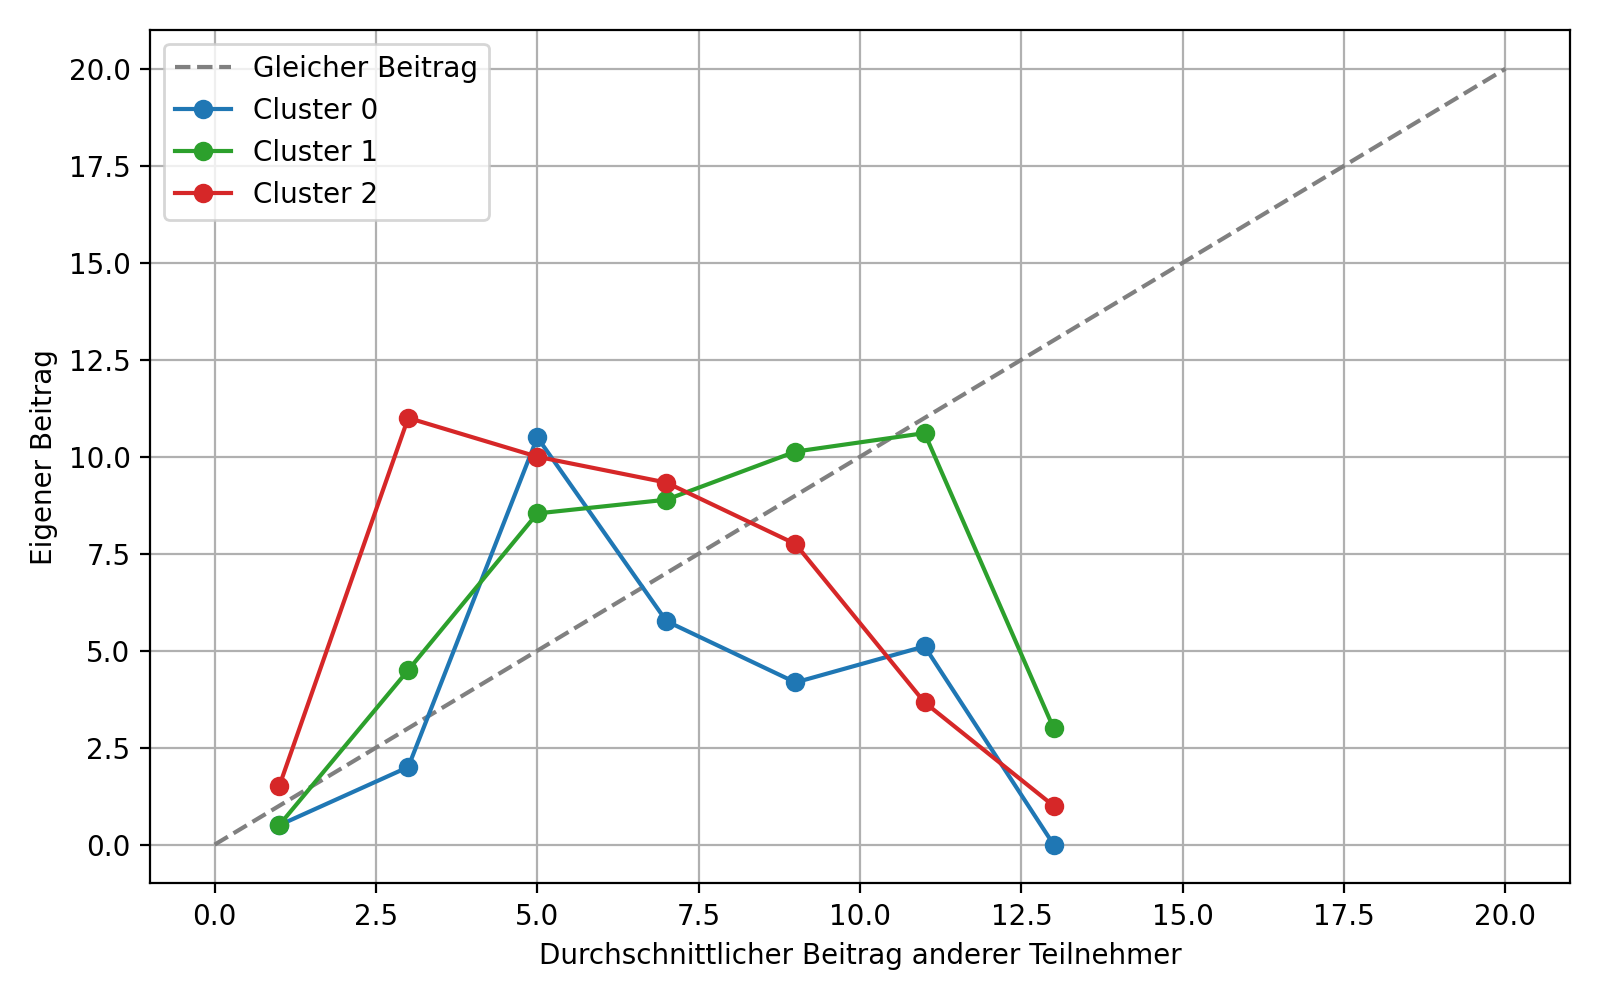 Gleicher Beitrag
Cluster 0
Cluster 1
Cluster 2
20.0
17.5
15.0
12.5
10.0
7.5
5.0
2.5
0.0
Eigener Beitrag
0.0 2.5 5.0 7.5 10.0 12.5 15.0 17.5 20.0
Durchschnittlicher Beitrag anderer Teilnehmer